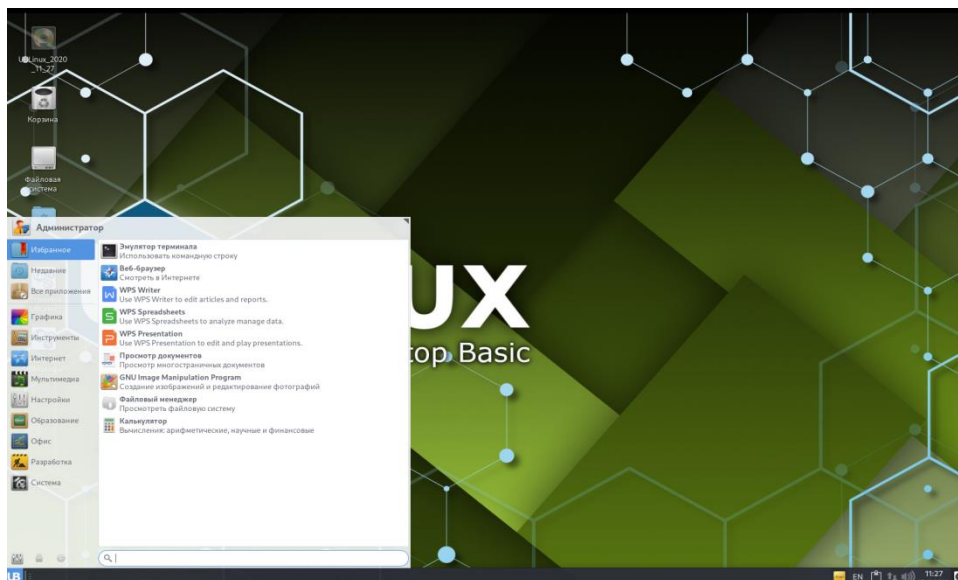 UBLinux_2020
_11_27
Корзина
Файловая
система
Администратор
Избранное
Недавние
Все приложения
Графика
Инструменты
Интернет
Мультимедиа
Настройки
Образование
Офис
Разработка
Система
Эмулятор терминала
Использовать командную строку
Веб-браузер
Смотреть в Интернете
WPS Writer
Use WPS Writer to edit articles and reports.
WPS Spreadsheets
Use WPS Spreadsheets to analyze manage data.
WPS Presentation
Use WPS Presentation to edit and play presentations.
Просмотр документов
Просмотр многостраничных документов
GNU Image Manipulation Program
Создание изображений и редактирование фотографий
Файловый менеджер
Просмотреть файловую систему
Калькулятор
Вычисления: арифметические, научные и финансовые
UX
top Basic
UB
EN
11:27